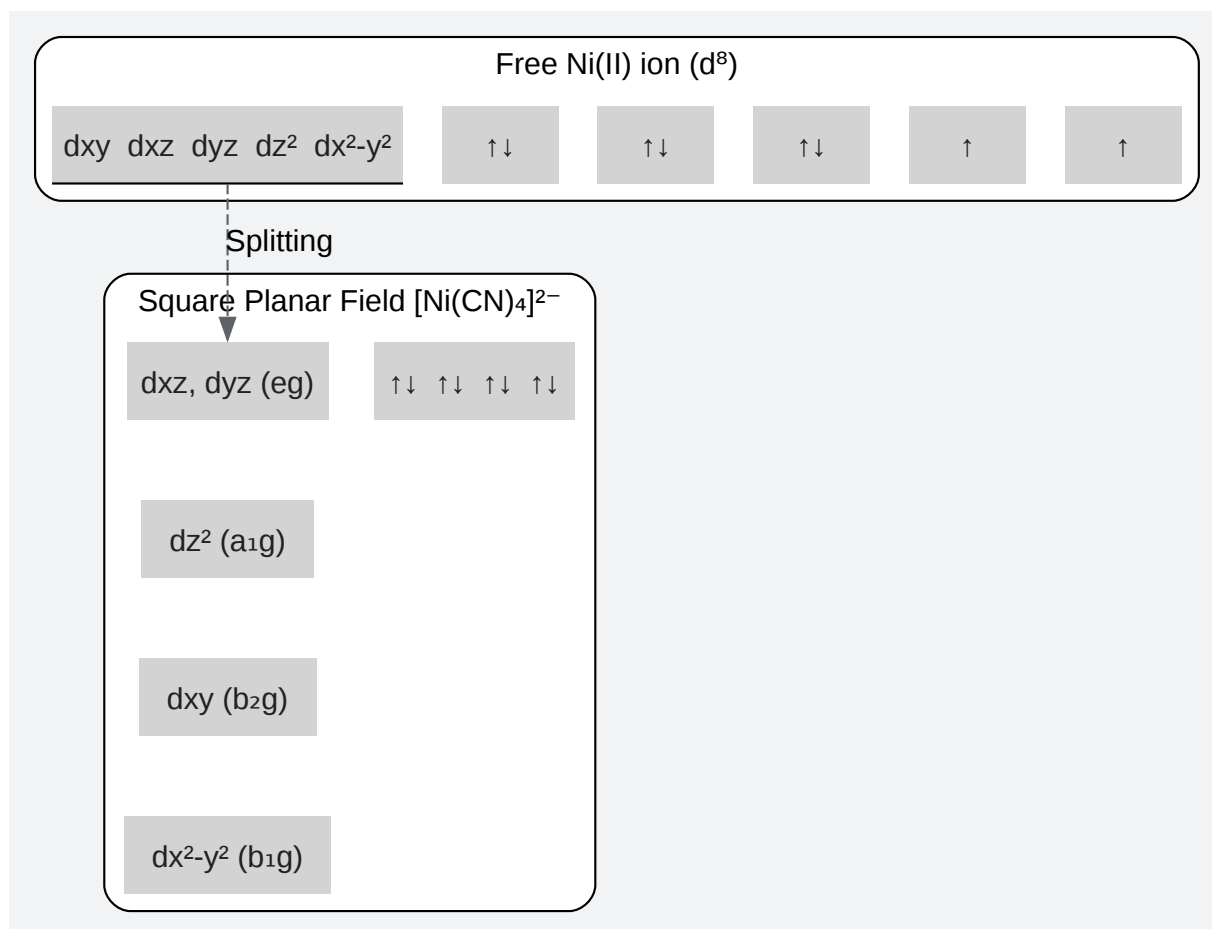 Free Ni(II) ion (d⁸)
dxy dxz dyz dz² dx²-y² ↑↓ ↑↓ ↑↓ ↑ ↑
Splitting
Square Planar Field [Ni(CN)₄]²⁻
dxz, dyz (eg) ↑↓ ↑↓ ↑↓ ↑↓
dz² (a₁g)
dxy (b₂g)
dx²-y² (b₁g)